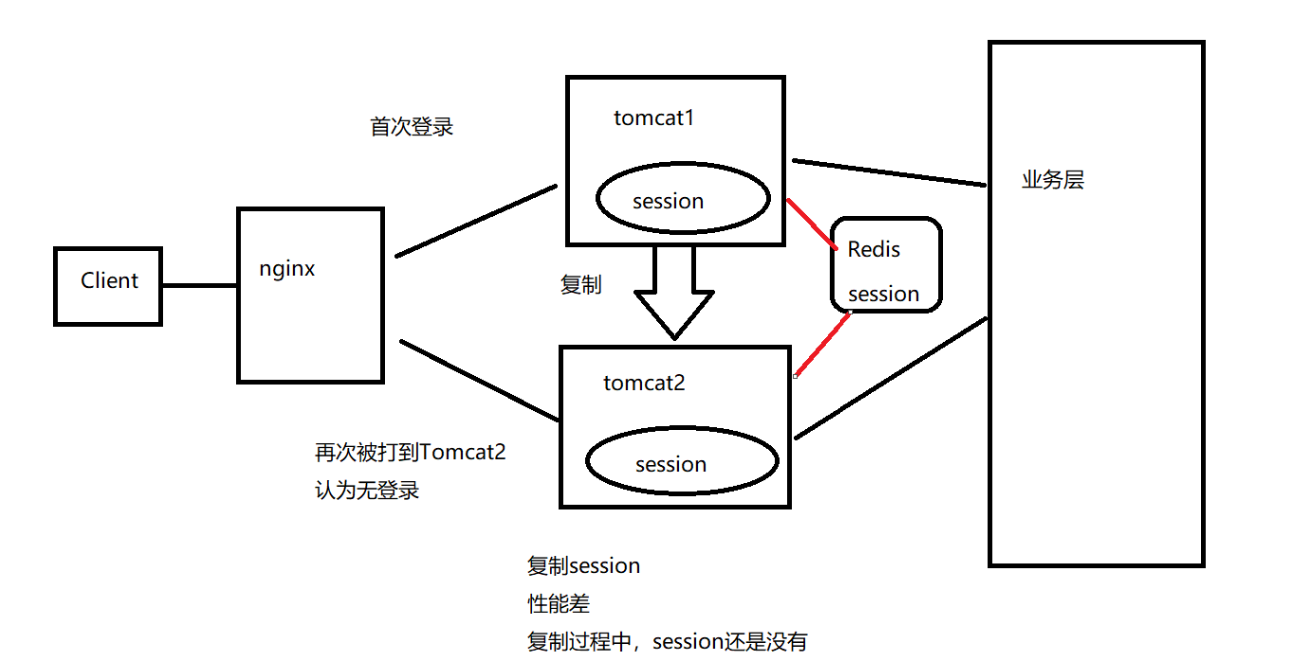 首次登录
tomcat1
session
业务层
Client
nginx
Redis
session
复制
tomcat2
session
再次被打到Tomcat2
认为无登录
复制session
性能差
复制过程中，session还是没有